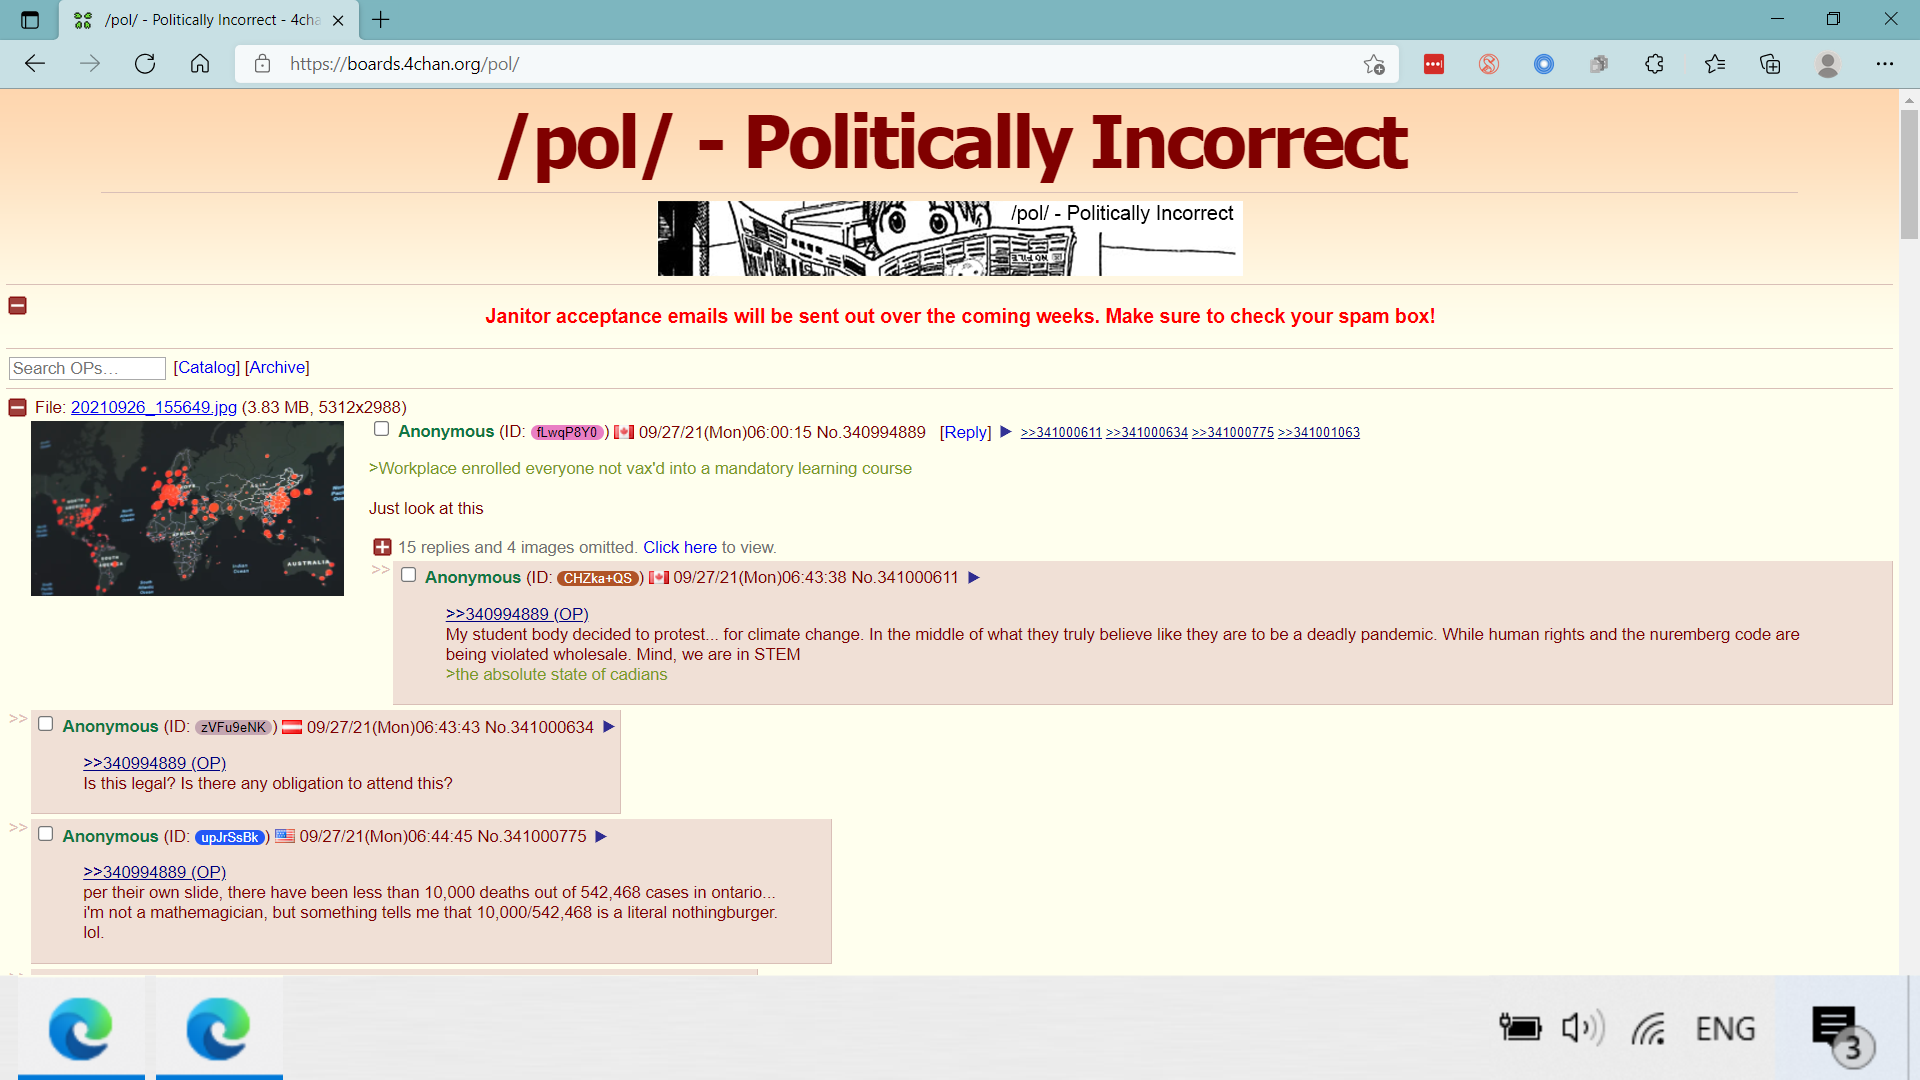 /pol/ - Politically Incorrect - 4cha
https://boards.4chan.org/pol/
/pol/ - Politically Incorrect
/pol/ - Politically Incorrect
Janitor acceptance emails will be sent out over the coming weeks. Make sure to check your spam box!
Search OPs… [Catalog] [Archive]
File: 20210926_155649.jpg (3.83 MB, 5312x2988)
Anonymous (ID: fLwqP8Y0) 09/27/21(Mon)06:00:15 No.340994889 [Reply] ▶ >>341000611 >>341000634 >>341000775 >>341001063
>Workplace enrolled everyone not vax'd into a mandatory learning course
Just look at this
15 replies and 4 images omitted. Click here to view.
>> Anonymous (ID: CHZka+QS) 09/27/21(Mon)06:43:38 No.341000611 ▶
>>340994889 (OP)
My student body decided to protest... for climate change. In the middle of what they truly believe like they are to be a deadly pandemic. While human rights and the nuremberg code are
being violated wholesale. Mind, we are in STEM
>the absolute state of cadians
>> Anonymous (ID: zVFu9eNK) 09/27/21(Mon)06:43:43 No.341000634 ▶
>>340994889 (OP)
Is this legal? Is there any obligation to attend this?
>> Anonymous (ID: upJrSsBk) 09/27/21(Mon)06:44:45 No.341000775 ▶
>>340994889 (OP)
per their own slide, there have been less than 10,000 deaths out of 542,468 cases in ontario...
i'm not a mathemagician, but something tells me that 10,000/542,468 is a literal nothingburger.
lol.
AFRICA
ASIA
AUSTRALIA
ENG
3